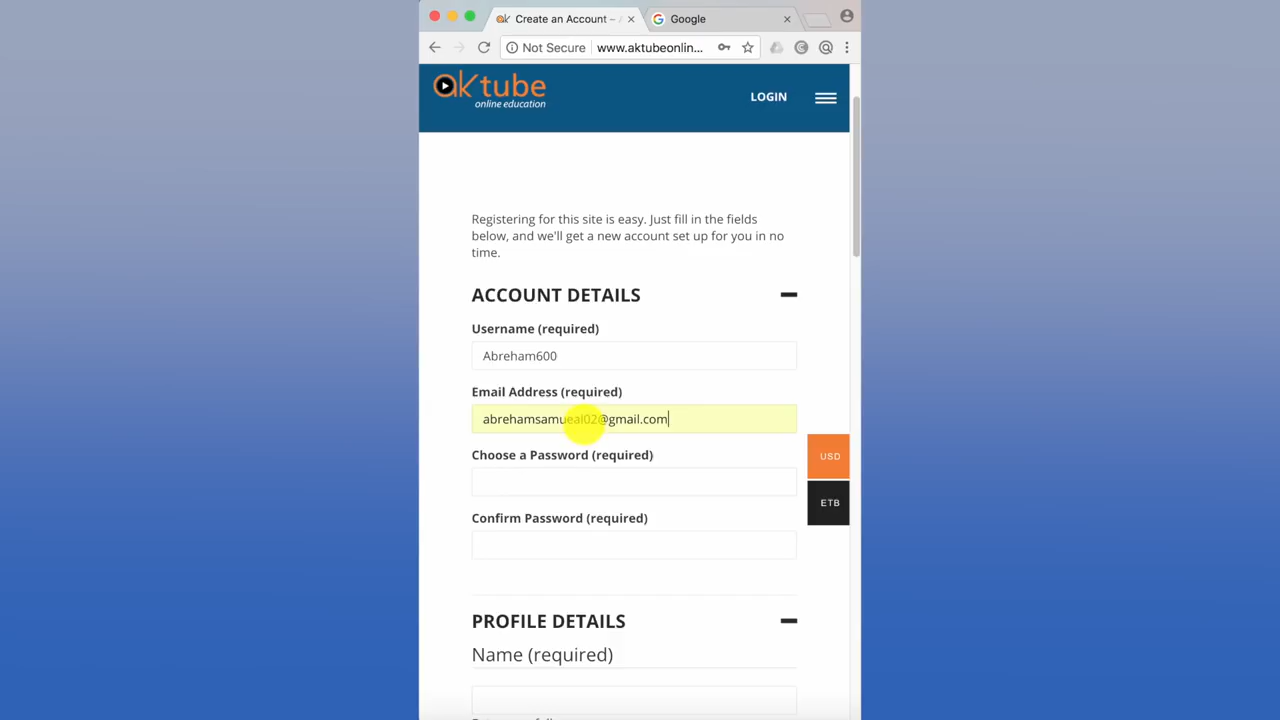 Create an Account –
Google
Not Secure
www.aktubeonlin...
aktube
online education
LOGIN
Registering for this site is easy. Just fill in the fields
below, and we'll get a new account set up for you in no
time.
ACCOUNT DETAILS
Username (required)
Abreham600
Email Address (required)
abrehamsamueal02@gmail.com
Choose a Password (required)
USD
ETB
Confirm Password (required)
PROFILE DETAILS
Name (required)